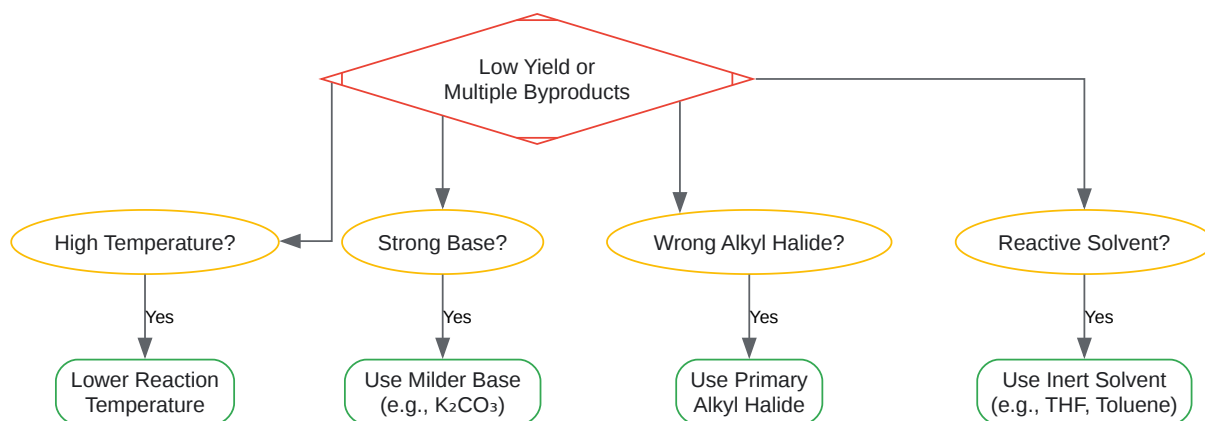 Low Yield or
Multiple Byproducts
High Temperature?
Strong Base?
Wrong Alkyl Halide?
Reactive Solvent?
Yes
Yes
Yes
Yes
Lower Reaction
Temperature
Use Milder Base
(e.g., K₂CO₃)
Use Primary
Alkyl Halide
Use Inert Solvent
(e.g., THF, Toluene)